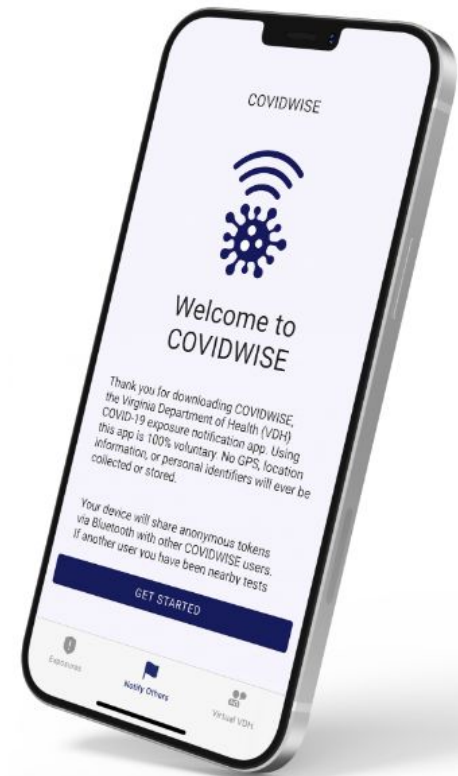 COVIDWISE
Welcome to
COVIDWISE
Thank you for downloading COVIDWISE,
the Virginia Department of Health (VDH)
COVID-19 exposure notification app. Using
this app is 100% voluntary. No GPS, location
information, or personal identifiers will ever be
collected or stored.
Your device will share anonymous tokens
via Bluetooth with other COVIDWISE users.
If another user you have been nearby tests
GET STARTED
Exposures
Notify Others
Virtual VDH